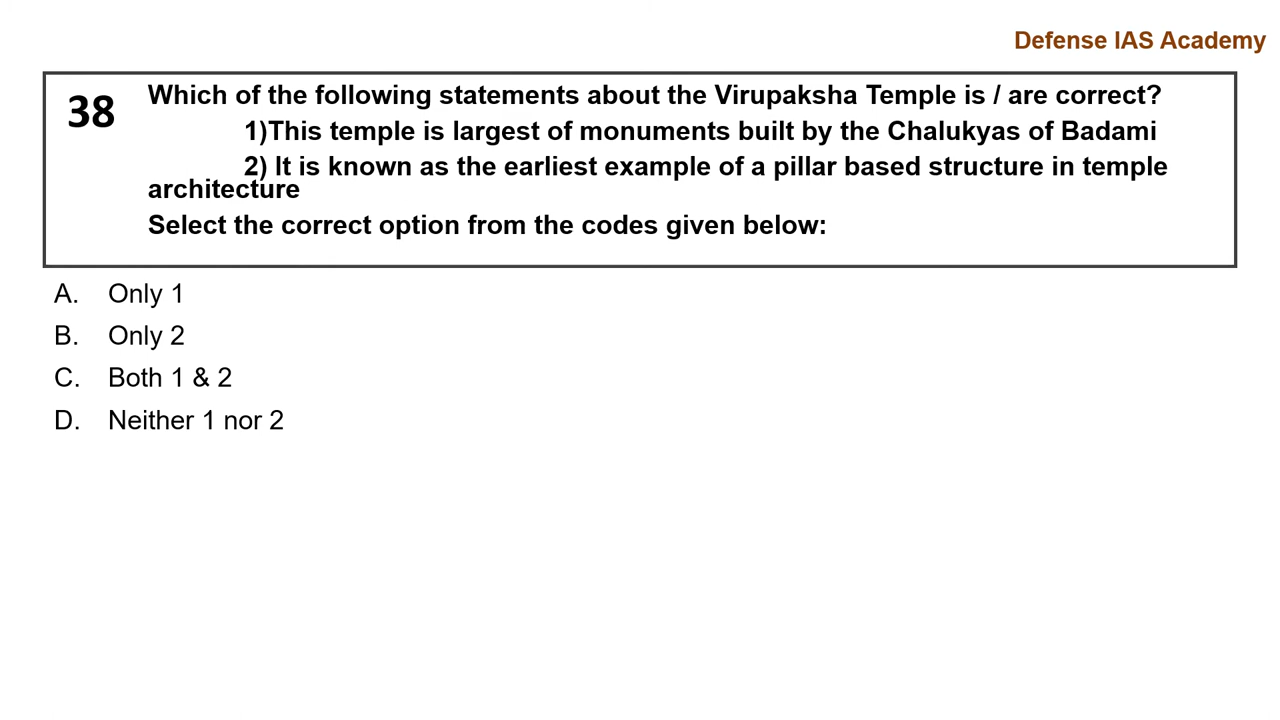 Defense IAS Academy
38
Which of the following statements about the Virupaksha Temple is / are correct?
1)This temple is largest of monuments built by the Chalukyas of Badami
2) It is known as the earliest example of a pillar based structure in temple
architecture
Select the correct option from the codes given below:
A. Only 1
B. Only 2
C. Both 1 & 2
D. Neither 1 nor 2